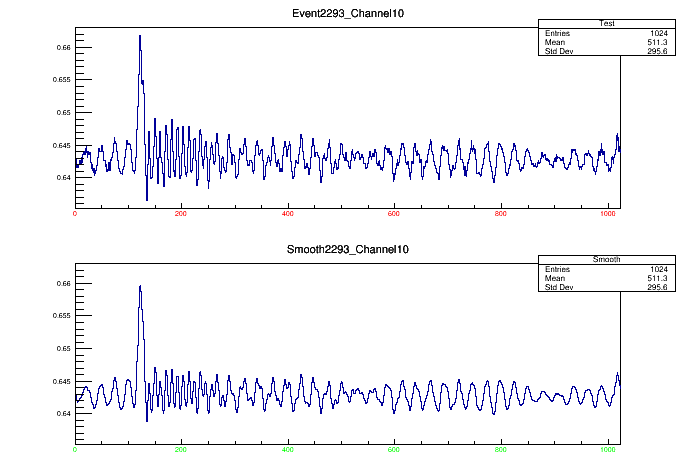 Event2293_Channel10
Test
Entries 1024
Mean 511.3
Std Dev 295.6
0.66
0.655
0.65
0.645
0.64
0 200 400 600 800 1000
Smooth2293_Channel10
Smooth
Entries 1024
Mean 511.3
Std Dev 295.6
0.66
0.655
0.65
0.645
0.64
0 200 400 600 800 1000